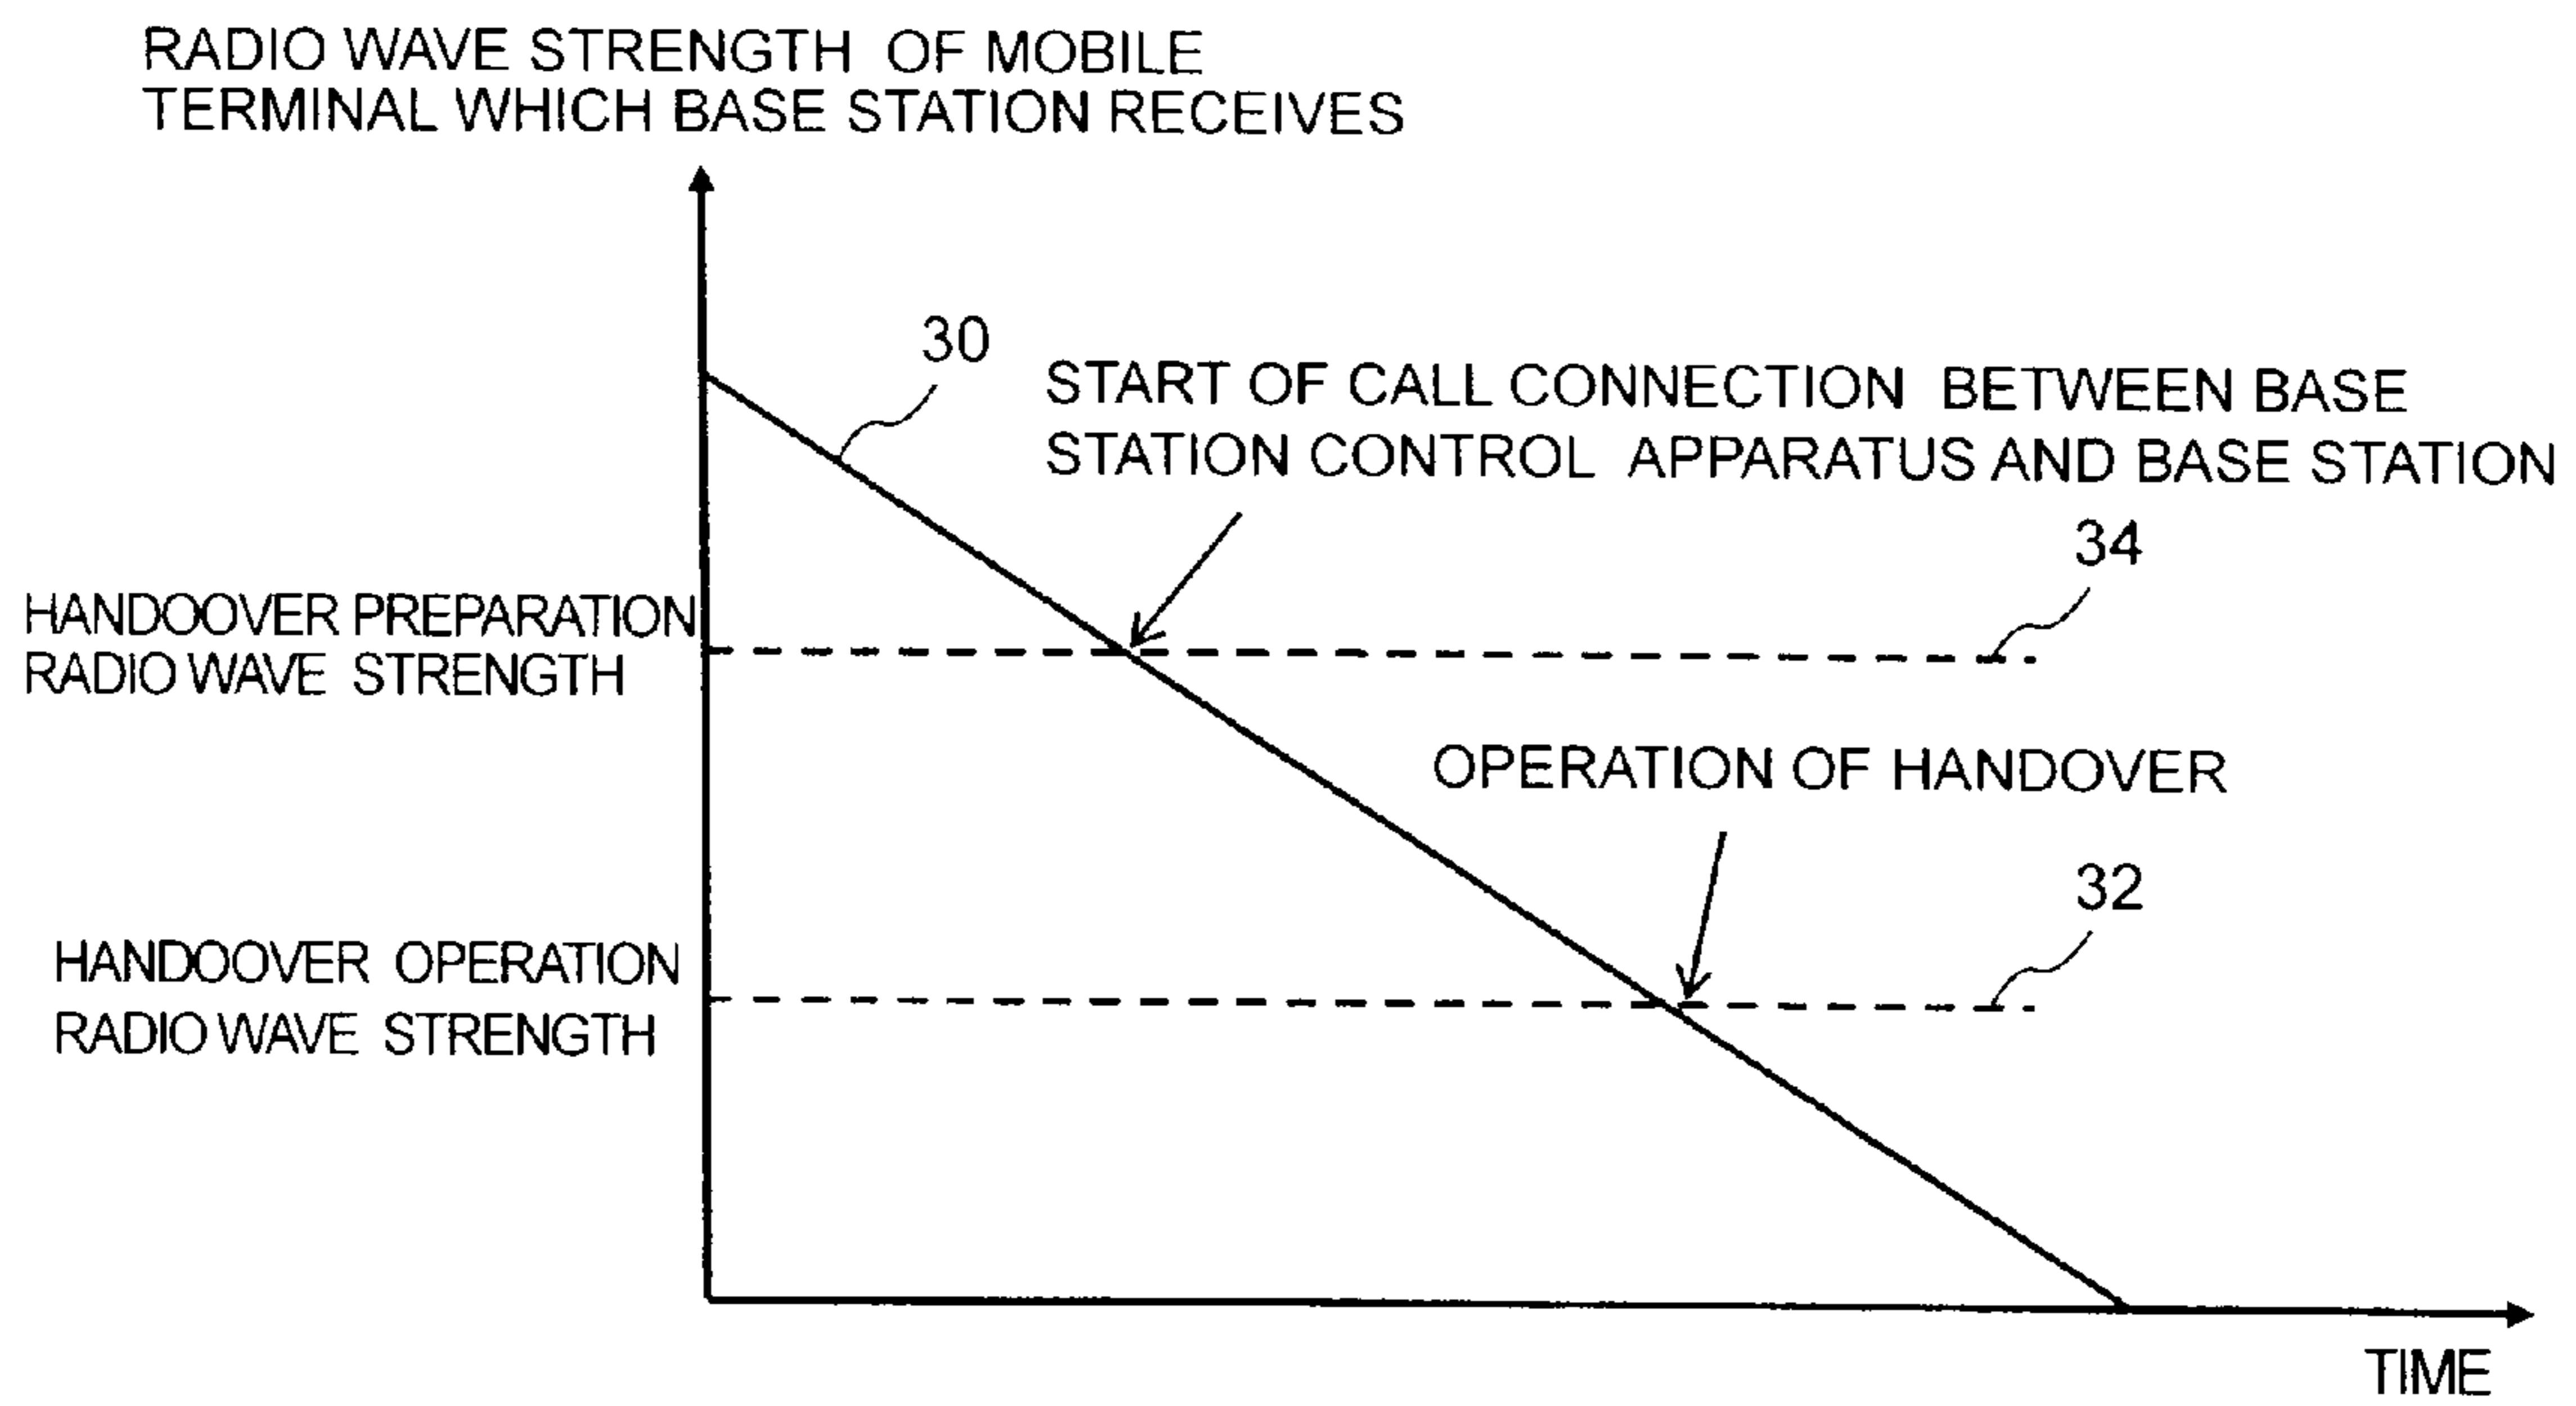 RADIO WAVE STRENGTH OF MOBILE
TERMINAL WHICH BASE STATION RECEIVES
30
START OF CALL CONNECTION BETWEEN BASE
STATION CONTROL APPARATUS AND BASE STATION
34
HANDOOVER PREPARATION
RADIO WAVE STRENGTH
OPERATION OF HANDOVER
32
HANDOOVER OPERATION
RADIO WAVE STRENGTH
TIME